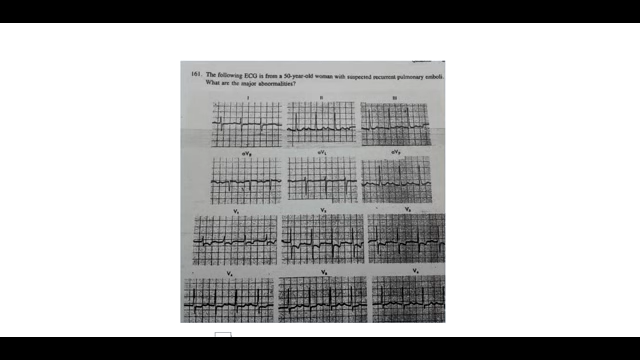 161. The following ECG is from a 50-year-old woman with suspected recurrent pulmonary emboli.
What are the major abnormalities?
I II III
aVR aVL aVF
V1 V2 V3
V4 V5 V6